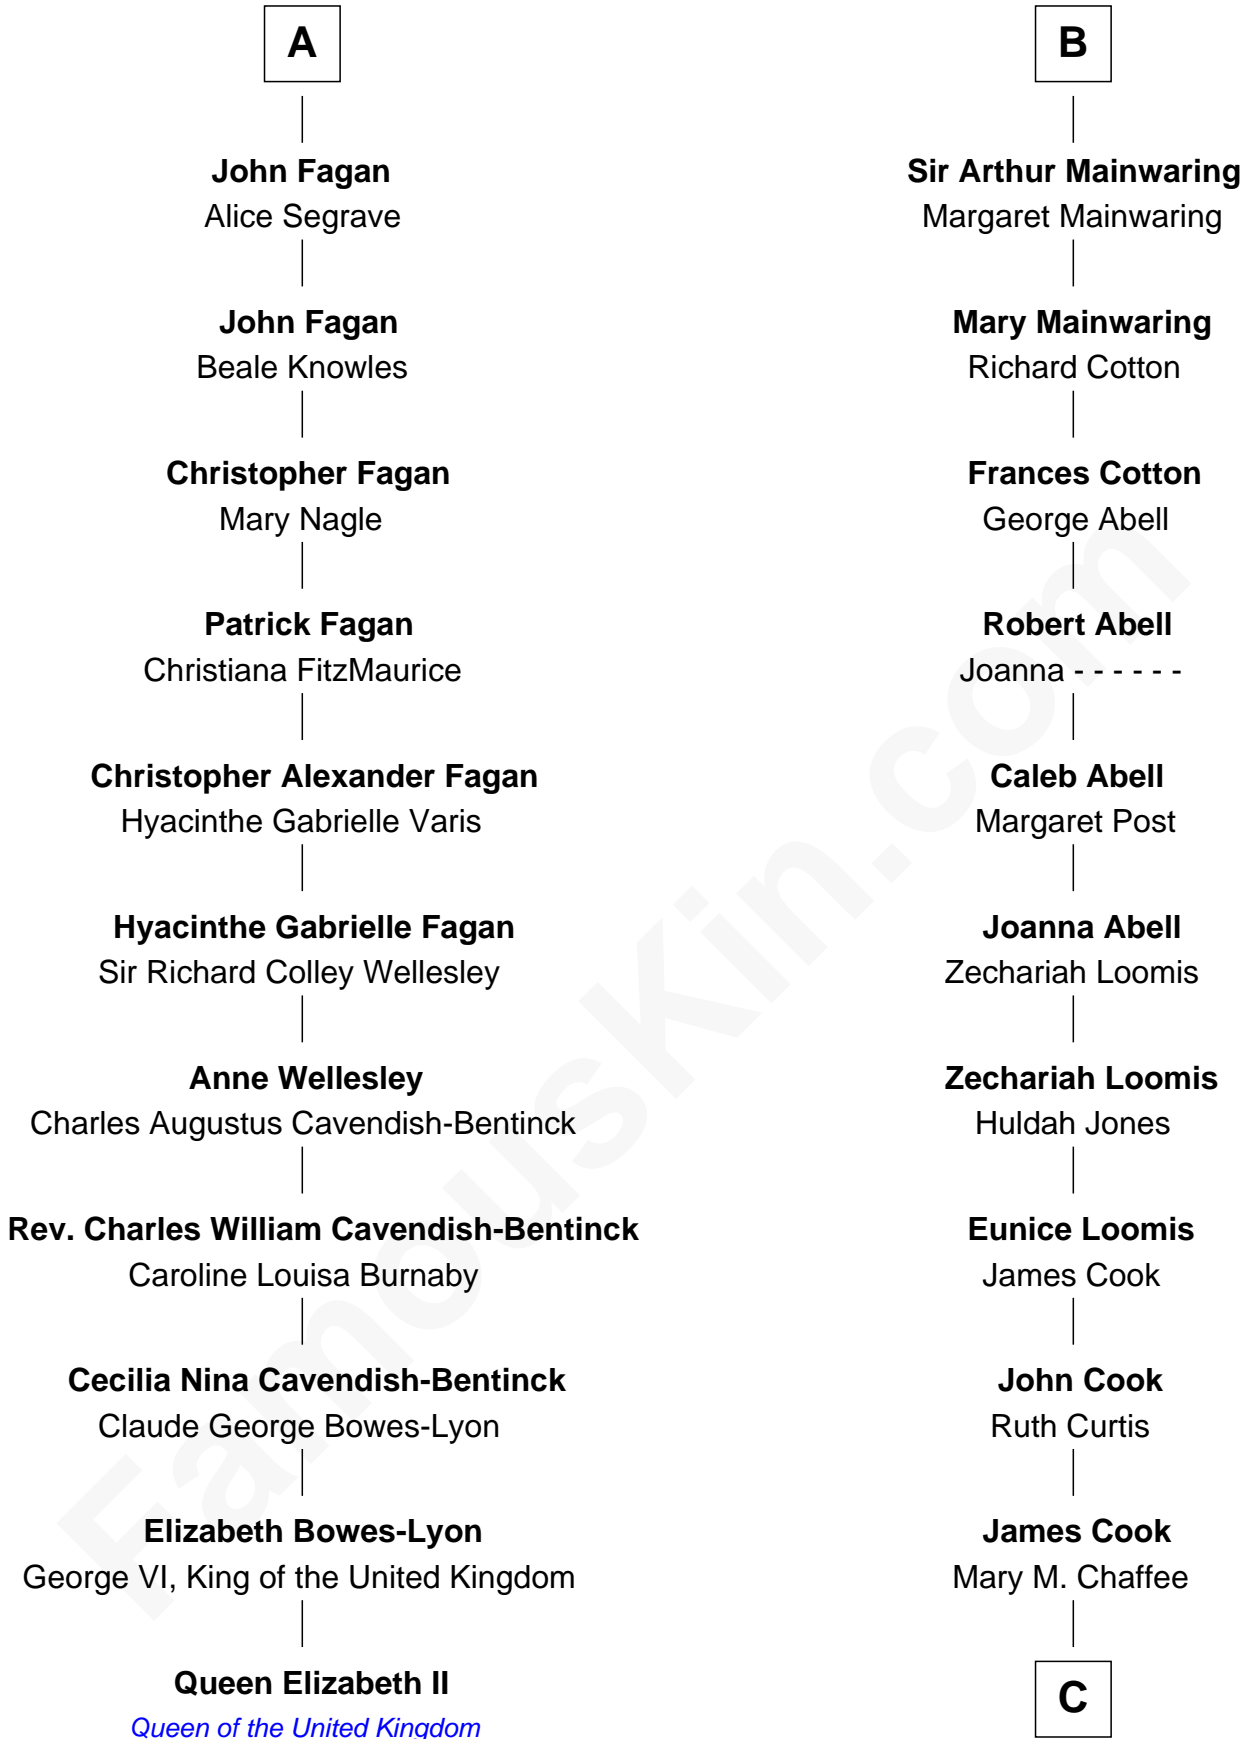 A
John Fagan
Alice Segrave
John Fagan
Beale Knowles
Christopher Fagan
Mary Nagle
Patrick Fagan
Christiana FitzMaurice
Christopher Alexander Fagan
Hyacinthe Gabrielle Varis
Hyacinthe Gabrielle Fagan
Sir Richard Colley Wellesley
Anne Wellesley
Charles Augustus Cavendish-Bentinck
Rev. Charles William Cavendish-Bentinck
Caroline Louisa Burnaby
Cecilia Nina Cavendish-Bentinck
Claude George Bowes-Lyon
Elizabeth Bowes-Lyon
George VI, King of the United Kingdom
Queen Elizabeth II
Queen of the United Kingdom
B
Sir Arthur Mainwaring
Margaret Mainwaring
Mary Mainwaring
Richard Cotton
Frances Cotton
George Abell
Robert Abell
Joanna - - - - - -
Caleb Abell
Margaret Post
Joanna Abell
Zechariah Loomis
Zechariah Loomis
Huldah Jones
Eunice Loomis
James Cook
John Cook
Ruth Curtis
James Cook
Mary M. Chaffee
C
FamousKin.com